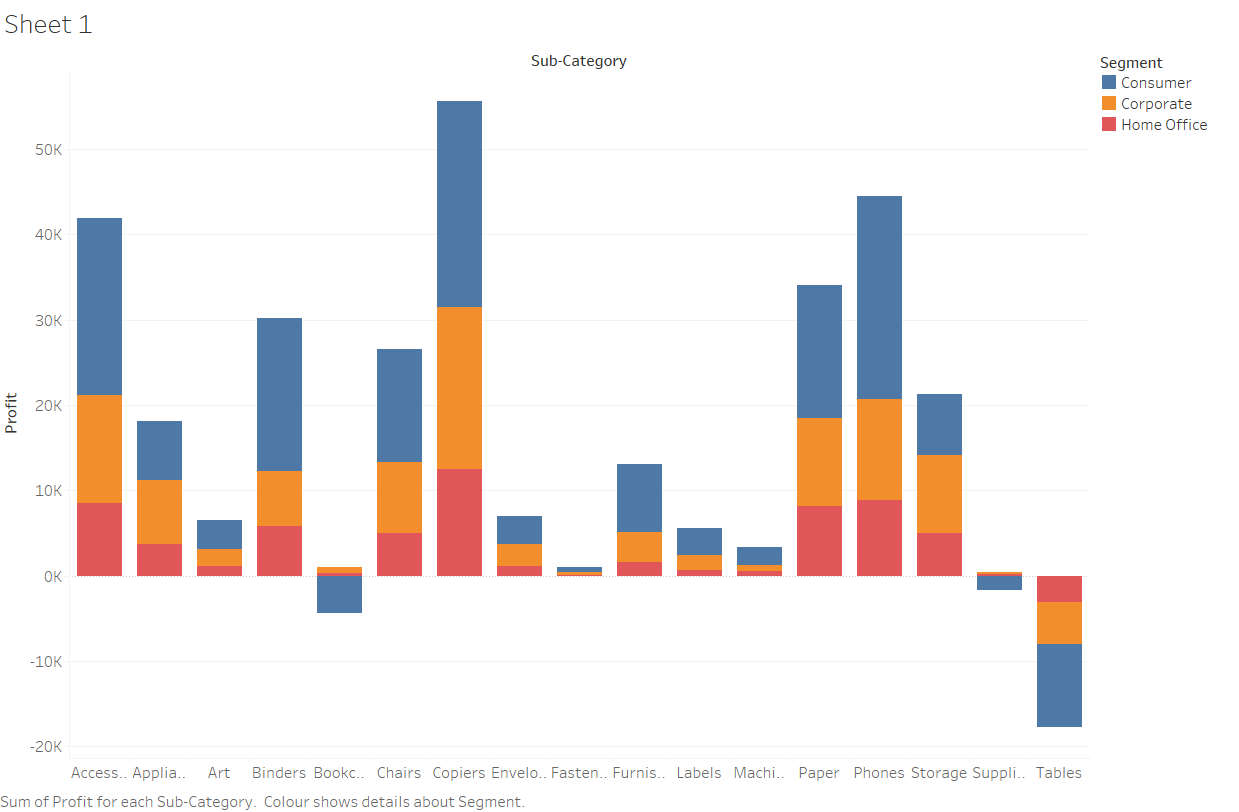 Sheet 1
Sub-Category
Segment
Consumer
Corporate
Home Office
Profit
50K
40K
30K
20K
10K
0K
-10K
-20K
Access.. Applia.. Art Binders Bookc.. Chairs Copiers Envelo.. Fasten.. Furnis.. Labels Machi.. Paper Phones Storage Suppli.. Tables
Sum of Profit for each Sub-Category. Colour shows details about Segment.